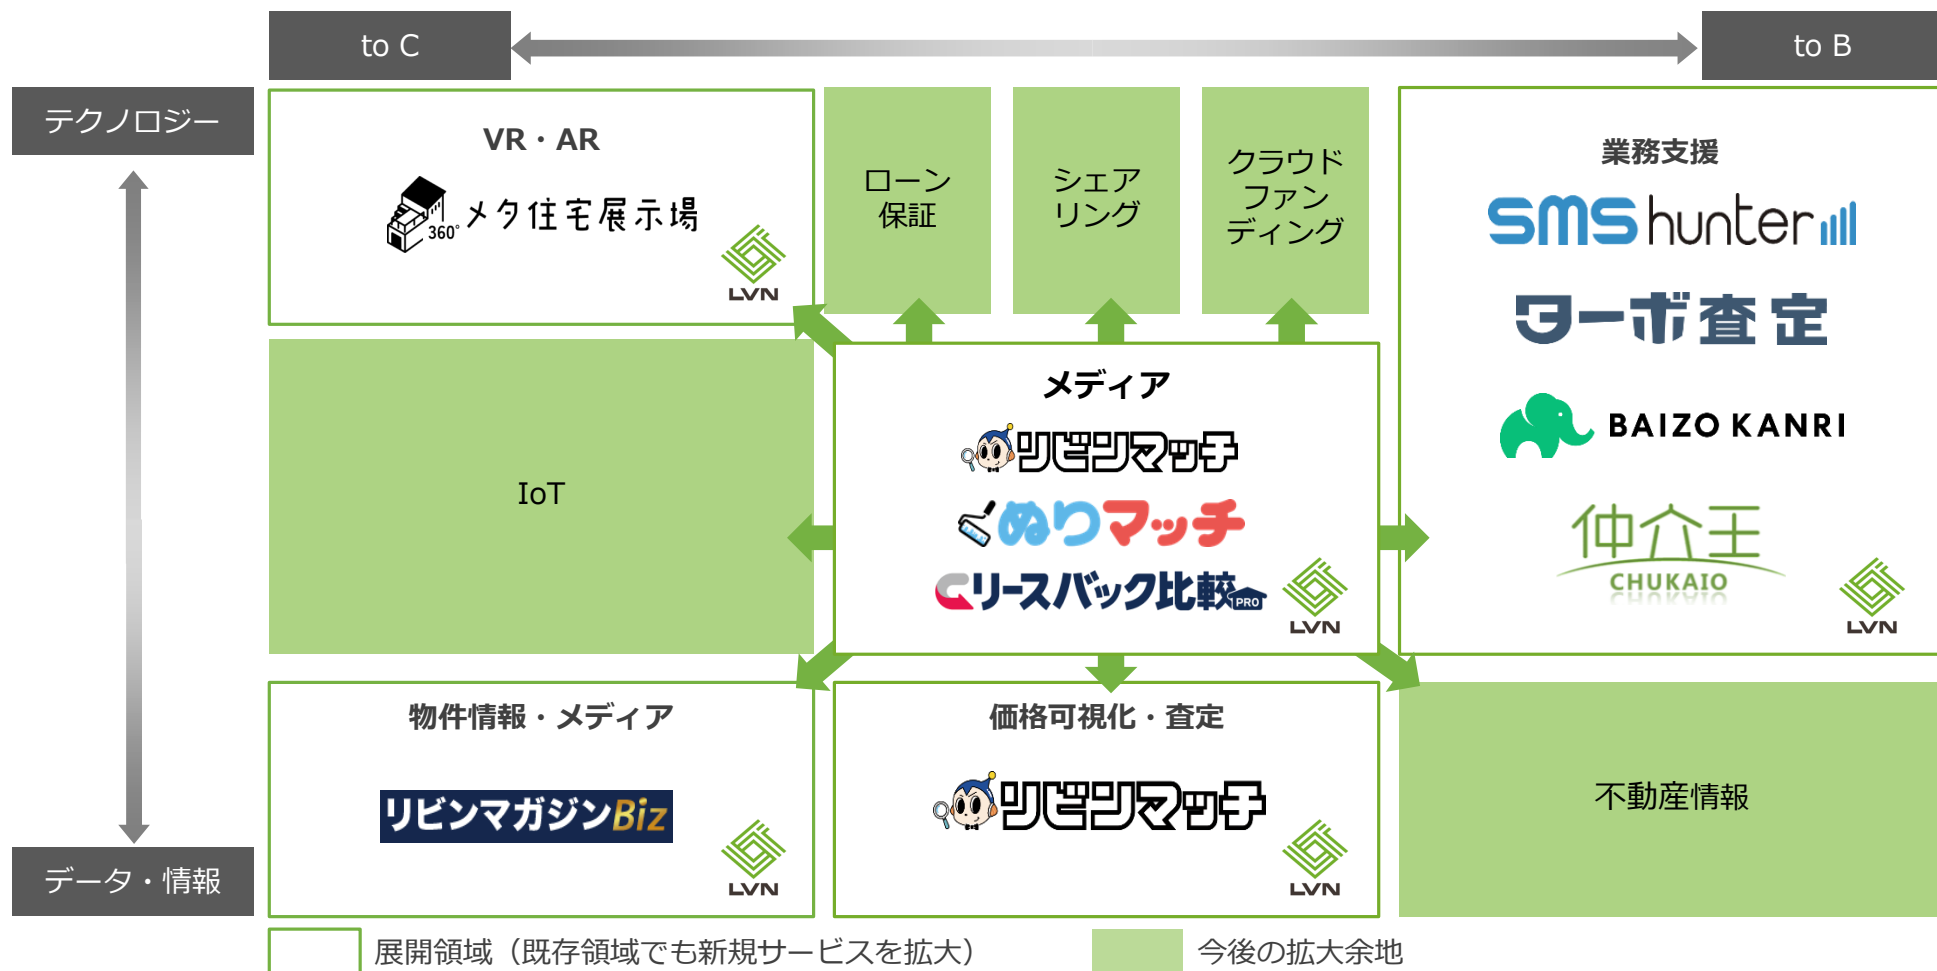 to C
to B
テクノロジー
VR・AR
360°
メタ住宅展示場
LVN
ローン
保証
シェア
リング
クラウド
ファン
ディング
業務支援
SMS hunter
ターボ査定
BAIZO KANRI
仲介王
CHUKAIO
LVN
IoT
メディア
リビンマッチ
ぬりマッチ
リースバック比較 PRO
LVN
物件情報・メディア
リビンマガジンBiz
LVN
価格可視化・査定
リビンマッチ
LVN
不動産情報
データ・情報
展開領域（既存領域でも新規サービスを拡大）
今後の拡大余地